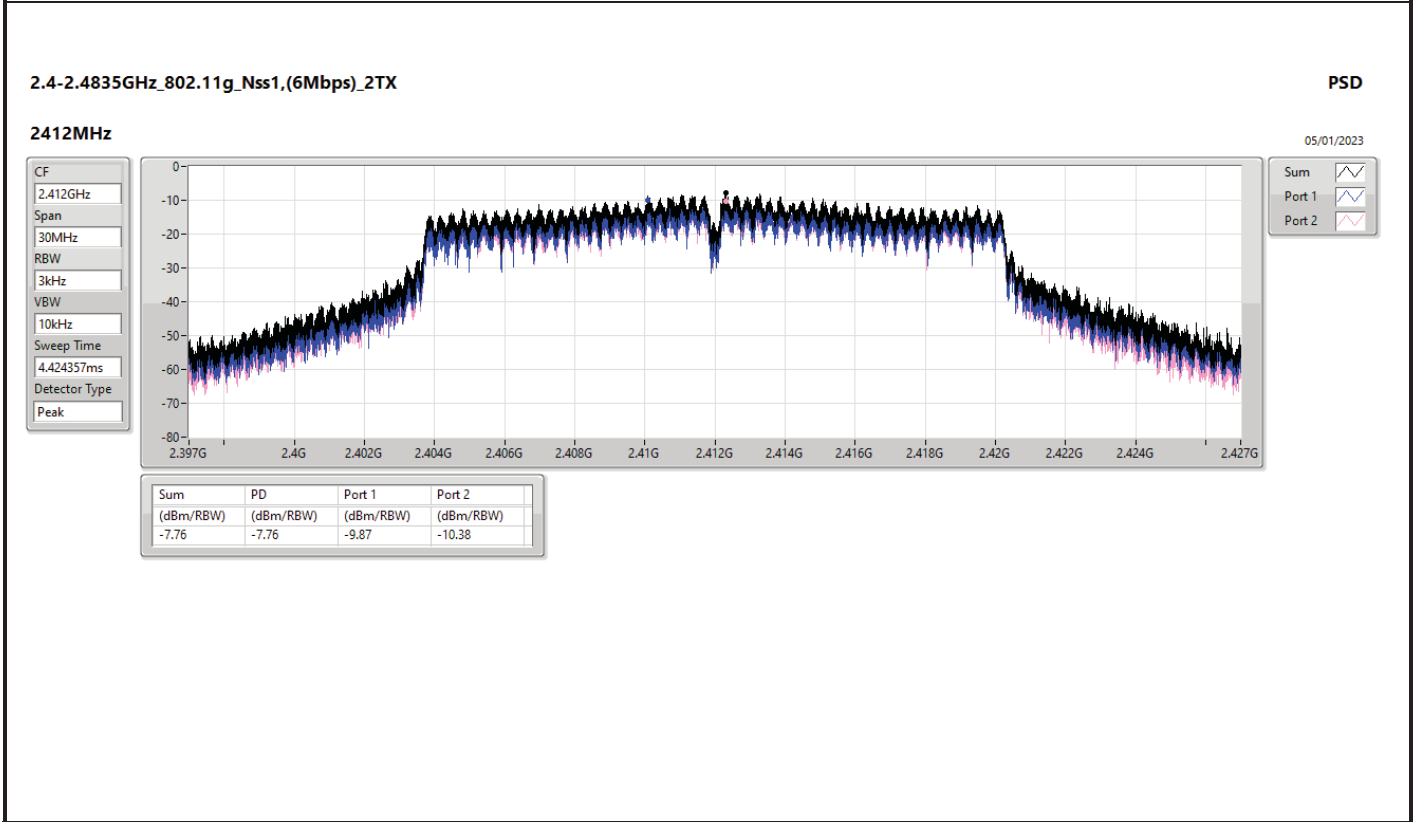 2.4-2.4835GHz_802.11g_Nss1,(6Mbps)_2TX
PSD
2412MHz
05/01/2023
CF
2.412GHz
Span
30MHz
RBW
3kHz
VBW
10kHz
Sweep Time
4.424357ms
Detector Type
Peak
0-
-10-
-20-
-30-
-40-
-50-
-60-
-70-
-80-
2.397G 2.4G 2.402G 2.404G 2.406G 2.408G 2.41G 2.412G 2.414G 2.416G 2.418G 2.42G 2.422G 2.424G 2.427G
Sum
Port 1
Port 2
Sum PD Port 1 Port 2
(dBm/RBW) (dBm/RBW) (dBm/RBW) (dBm/RBW)
-7.76 -7.76 -9.87 -10.38